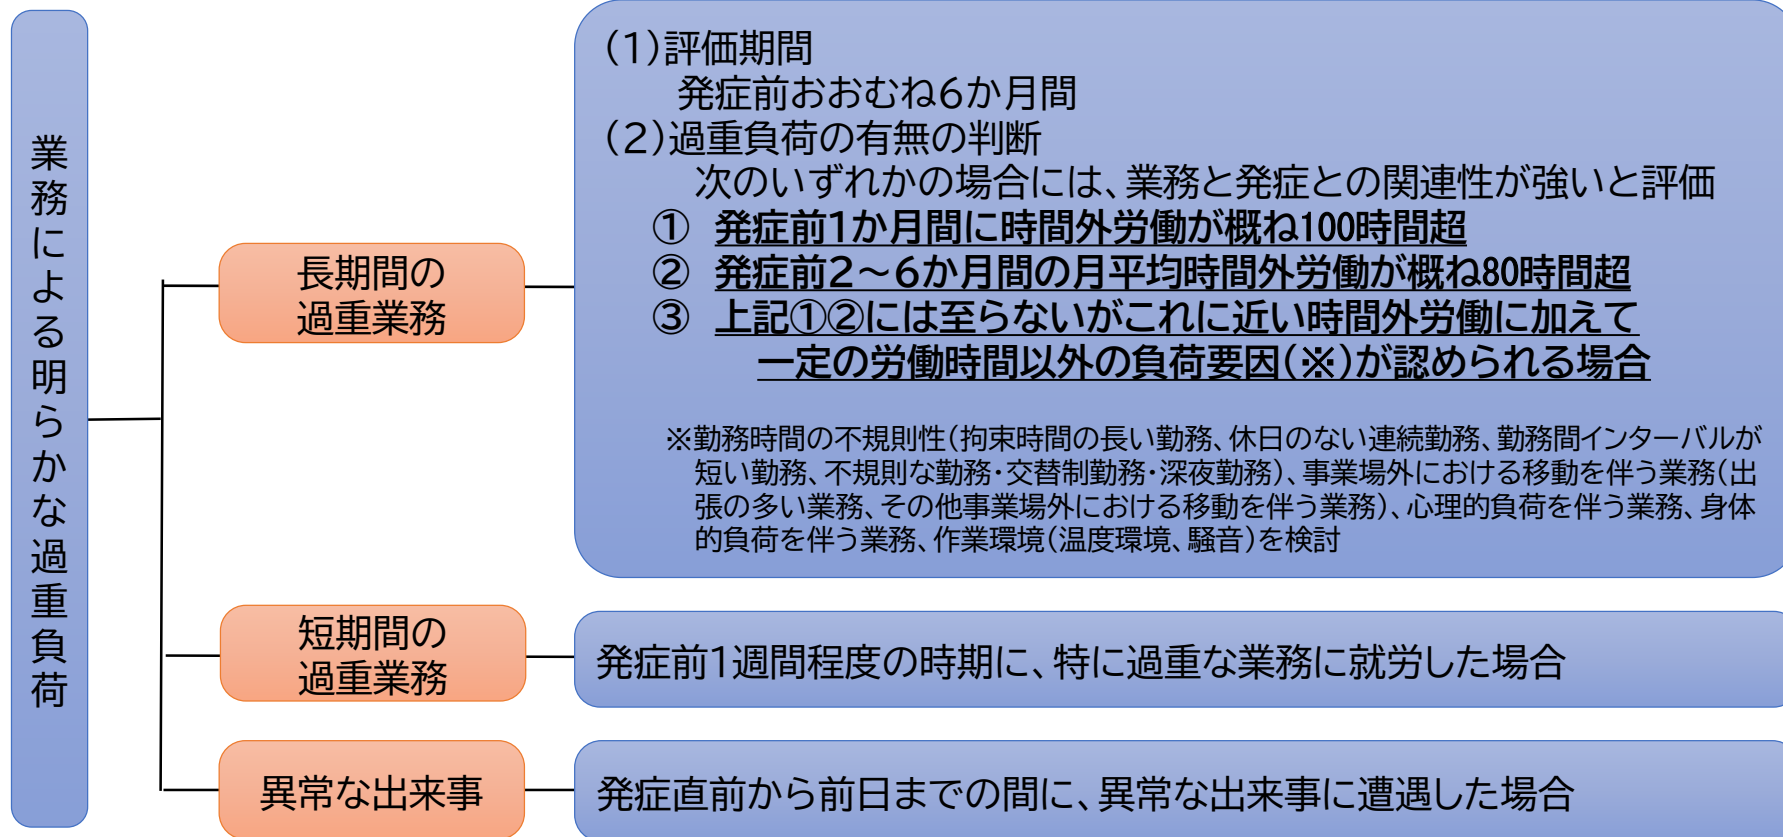 業務による明らかな過重負荷
長期間の
過重業務
(1)評価期間
発症前おおむね6か月間
(2)過重負荷の有無の判断
次のいずれかの場合には、業務と発症との関連性が強いと評価
① 発症前1か月間に時間外労働が概ね100時間超
② 発症前2～6か月間の月平均時間外労働が概ね80時間超
③ 上記①②には至らないがこれに近い時間外労働に加えて
一定の労働時間以外の負荷要因(※)が認められる場合
※勤務時間の不規則性(拘束時間の長い勤務、休日のない連続勤務、勤務間インターバルが
短い勤務、不規則な勤務・交替制勤務・深夜勤務)、事業場外における移動を伴う業務(出
張の多い業務、その他事業場外における移動を伴う業務)、心理的負荷を伴う業務、身体
的負荷を伴う業務、作業環境(温度環境、騒音)を検討
短期間の
過重業務
発症前1週間程度の時期に、特に過重な業務に就労した場合
異常な出来事
発症直前から前日までの間に、異常な出来事に遭遇した場合